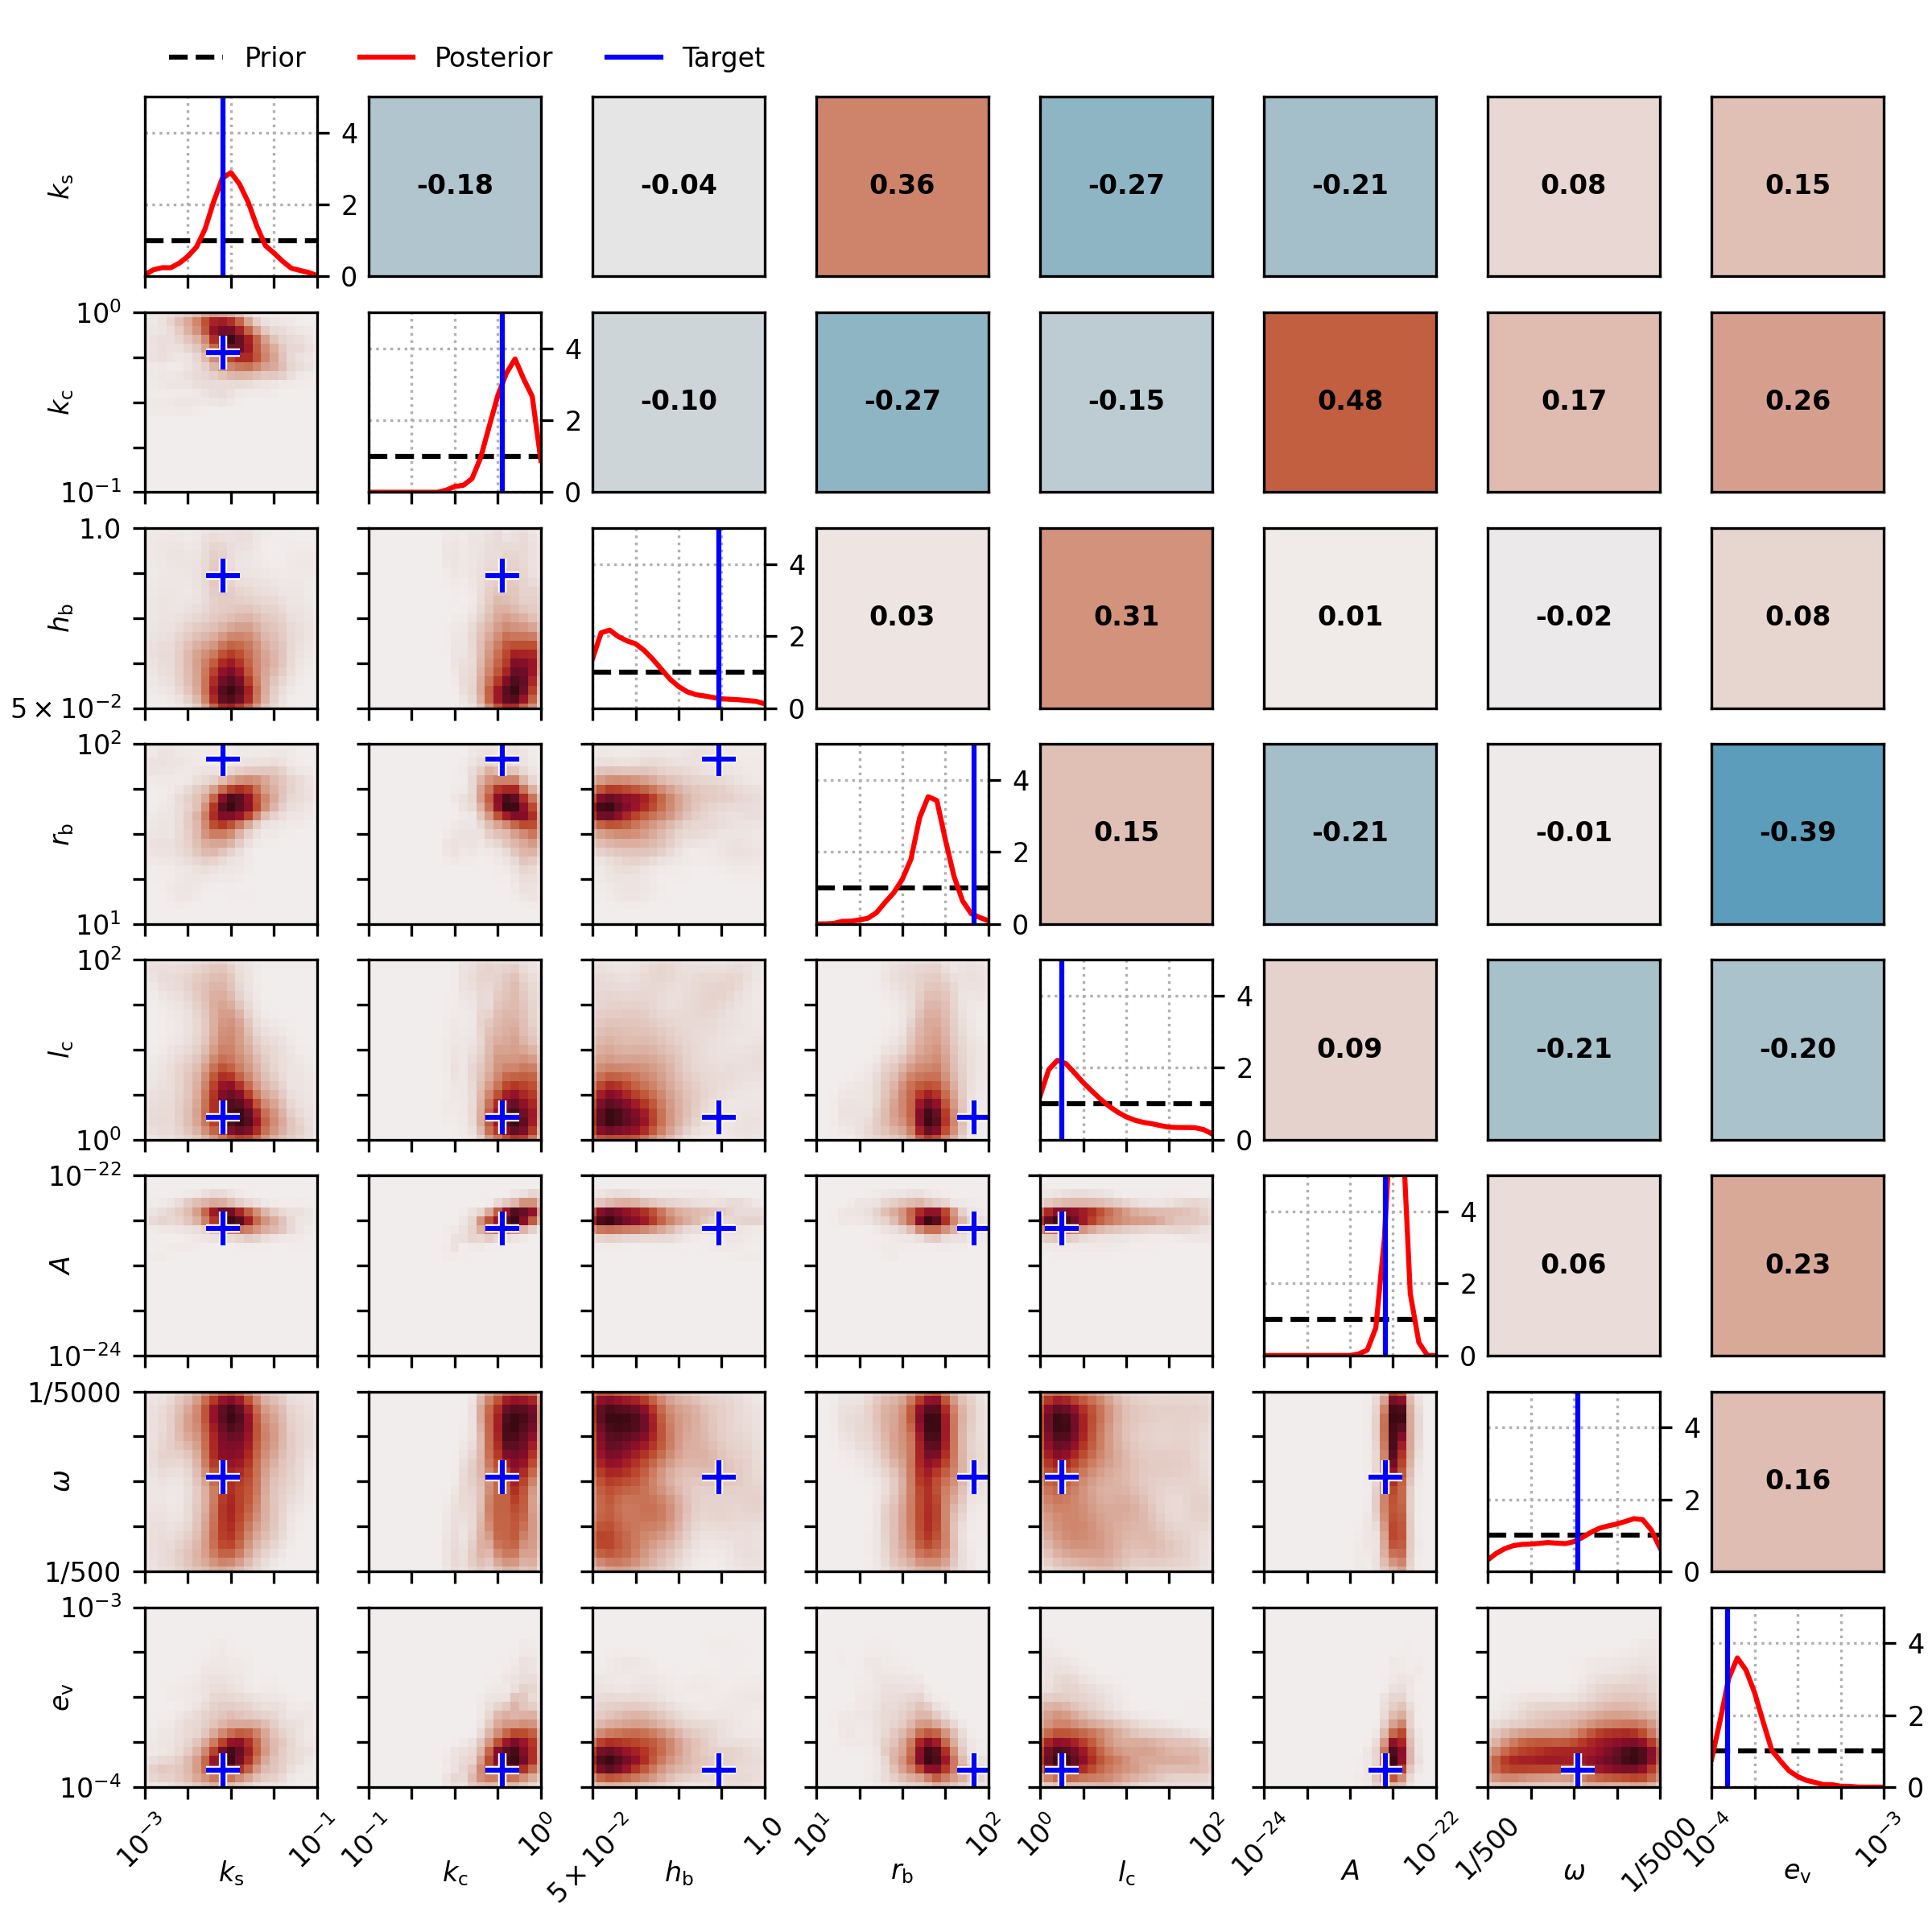 Prior Posterior Target
k_s 4 2 0 -0.18 -0.04 0.36 -0.27 -0.21 0.08 0.15
10^0 k_c 10^−1 4 2 0 -0.10 -0.27 -0.15 0.48 0.17 0.26
1.0 h_b 5 × 10^−2 4 2 0 0.03 0.31 0.01 -0.02 0.08
10^2 r_b 10^1 4 2 0 0.15 -0.21 -0.01 -0.39
10^2 l_c 10^0 4 2 0 0.09 -0.21 -0.20
10^−22 A 10^−24 4 2 0 0.06 0.23
1/5000 ω 1/500 4 2 0 0.16
10^−3 e_v 10^−4 4 2 0
10^−3 10^−1 10^−1 10^0 5 × 10^−2 1.0 10^1 10^2 10^0 10^2 10^−24 10^−22 1/500 1/5000 10^−4 10^−3
k_s k_c h_b r_b l_c A ω e_v